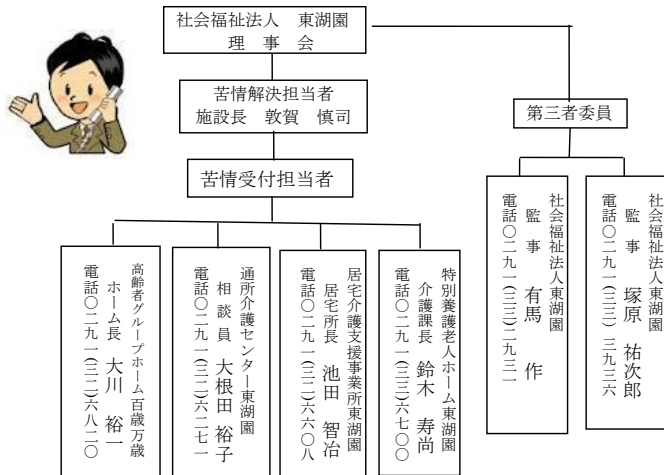 社会福祉法人　東湖園
理　事　会
苦情解決担当者
施設長　敦賀　慎司
第三者委員
苦情受付担当者
社会福祉法人東湖園
監　事　塚原　祐次郎
電話〇二九一(三三)三九三六
社会福祉法人東湖園
監　事　有馬　作
電話〇二九一(三三)二九三一
特別養護老人ホーム東湖園
介護課長　鈴木　寿尚
電話〇二九一(三三)六七〇〇
居宅介護支援事業所東湖園
居宅所長　池田　智冶
電話〇二九一(三二)六六〇八
通所介護センター東湖園
相　談　員　大根田　裕子
電話〇二九一(三二)六二七一
高齢者グループホーム百歳万歳
ホーム長　大川　裕一
電話〇二九一(三二)六八二〇